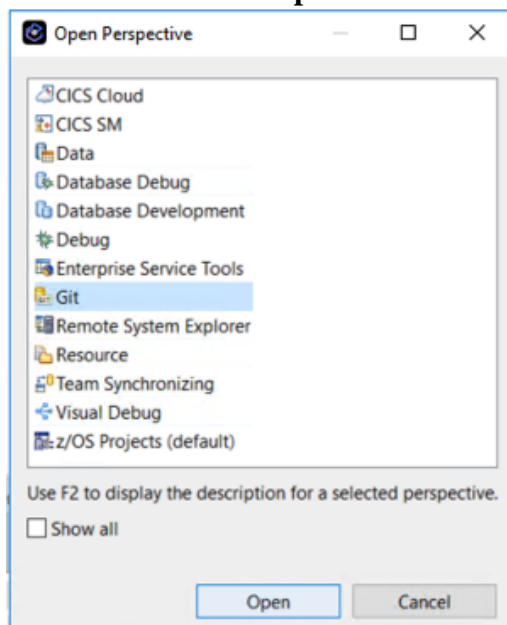 Open Perspective
CICS Cloud
CICS SM
Data
Database Debug
Database Development
Debug
Enterprise Service Tools
Git
Remote System Explorer
Resource
Team Synchronizing
Visual Debug
z/OS Projects (default)
Use F2 to display the description for a selected perspective.
Show all
Open
Cancel